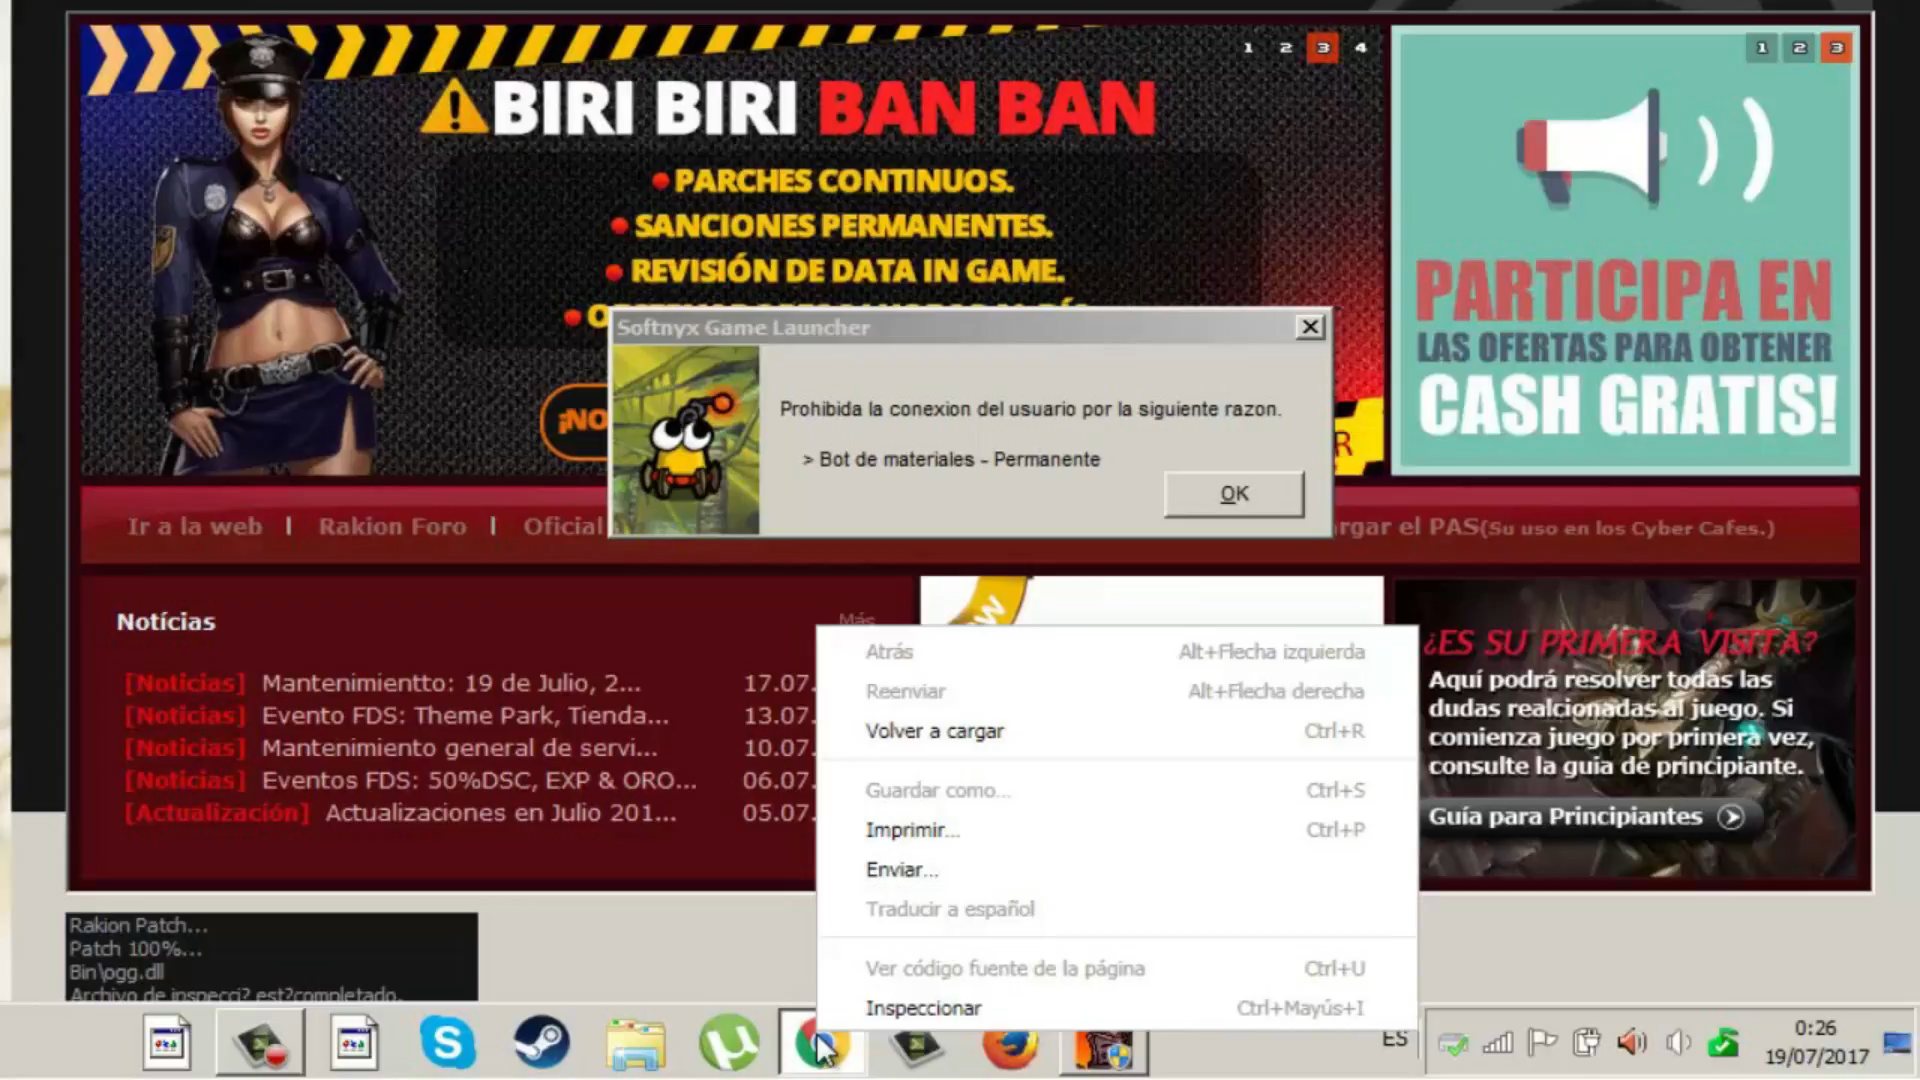 BIRI BIRI BAN BAN
1 2 3 4
PARCHES CONTINUOS.
SANCIONES PERMANENTES.
REVISIÓN DE DATA IN GAME.
1 2 3
PARTICIPA EN
LAS OFERTAS PARA OBTENER
CASH GRATIS!
Softnyx Game Launcher
Prohibida la conexion del usuario por la siguiente razon.
> Bot de materiales - Permanente
OK
¡NO
R
Ir a la web | Rakion Foro | Oficial
rgar el PAS(Su uso en los Cyber Cafes.)
Notícias
Más
[Noticias] Mantenimientto: 19 de Julio, 2... 17.07.
[Noticias] Evento FDS: Theme Park, Tienda... 13.07.
[Noticias] Mantenimiento general de servi... 10.07.
[Noticias] Eventos FDS: 50%DSC, EXP & ORO... 06.07.
[Actualización] Actualizaciones en Julio 201... 05.07.
Atrás Alt+Flecha izquierda
Reenviar Alt+Flecha derecha
Volver a cargar Ctrl+R
Guardar como... Ctrl+S
Imprimir... Ctrl+P
Enviar...
Traducir a español
Ver código fuente de la página Ctrl+U
Inspeccionar Ctrl+Mayús+I
¿ES SU PRIMERA VISITA?
Aquí podrá resolver todas las
dudas realcionadas al juego. Si
comienza juego por primera vez,
consulte la guia de principiante.
Guía para Principiantes
Rakion Patch...
Patch 100%...
Bin\ogg.dll
Archivo de inspecci? est?completado.
ES
0:26
19/07/2017